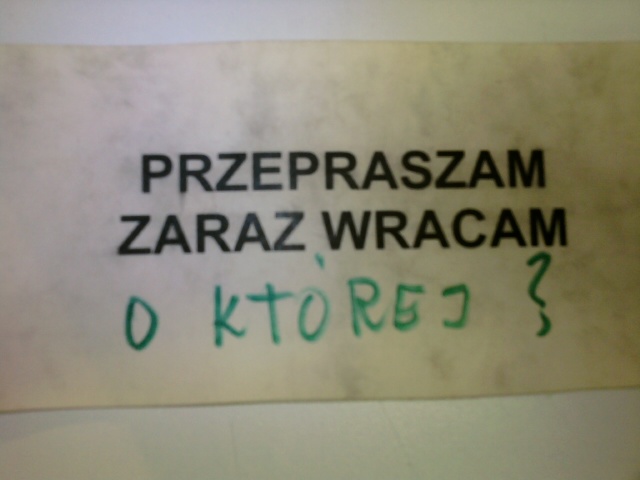 PRZEPRASZAM
ZARAZ WRACAM
O KTÓREJ ?